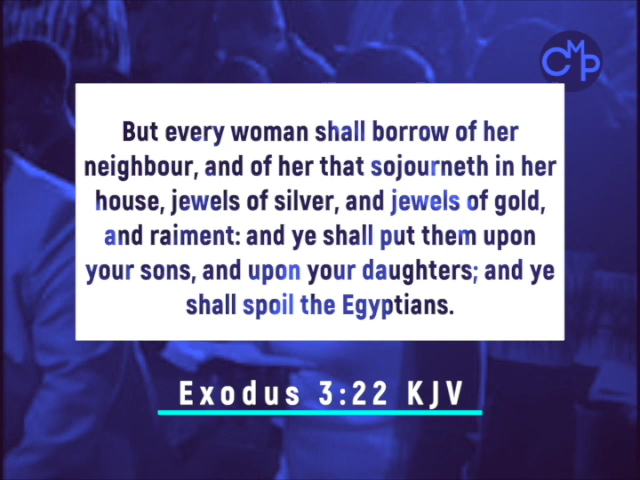 CMP
But every woman shall borrow of her
neighbour, and of her that sojourneth in her
house, jewels of silver, and jewels of gold,
and raiment: and ye shall put them upon
your sons, and upon your daughters; and ye
shall spoil the Egyptians.
Exodus 3:22 KJV